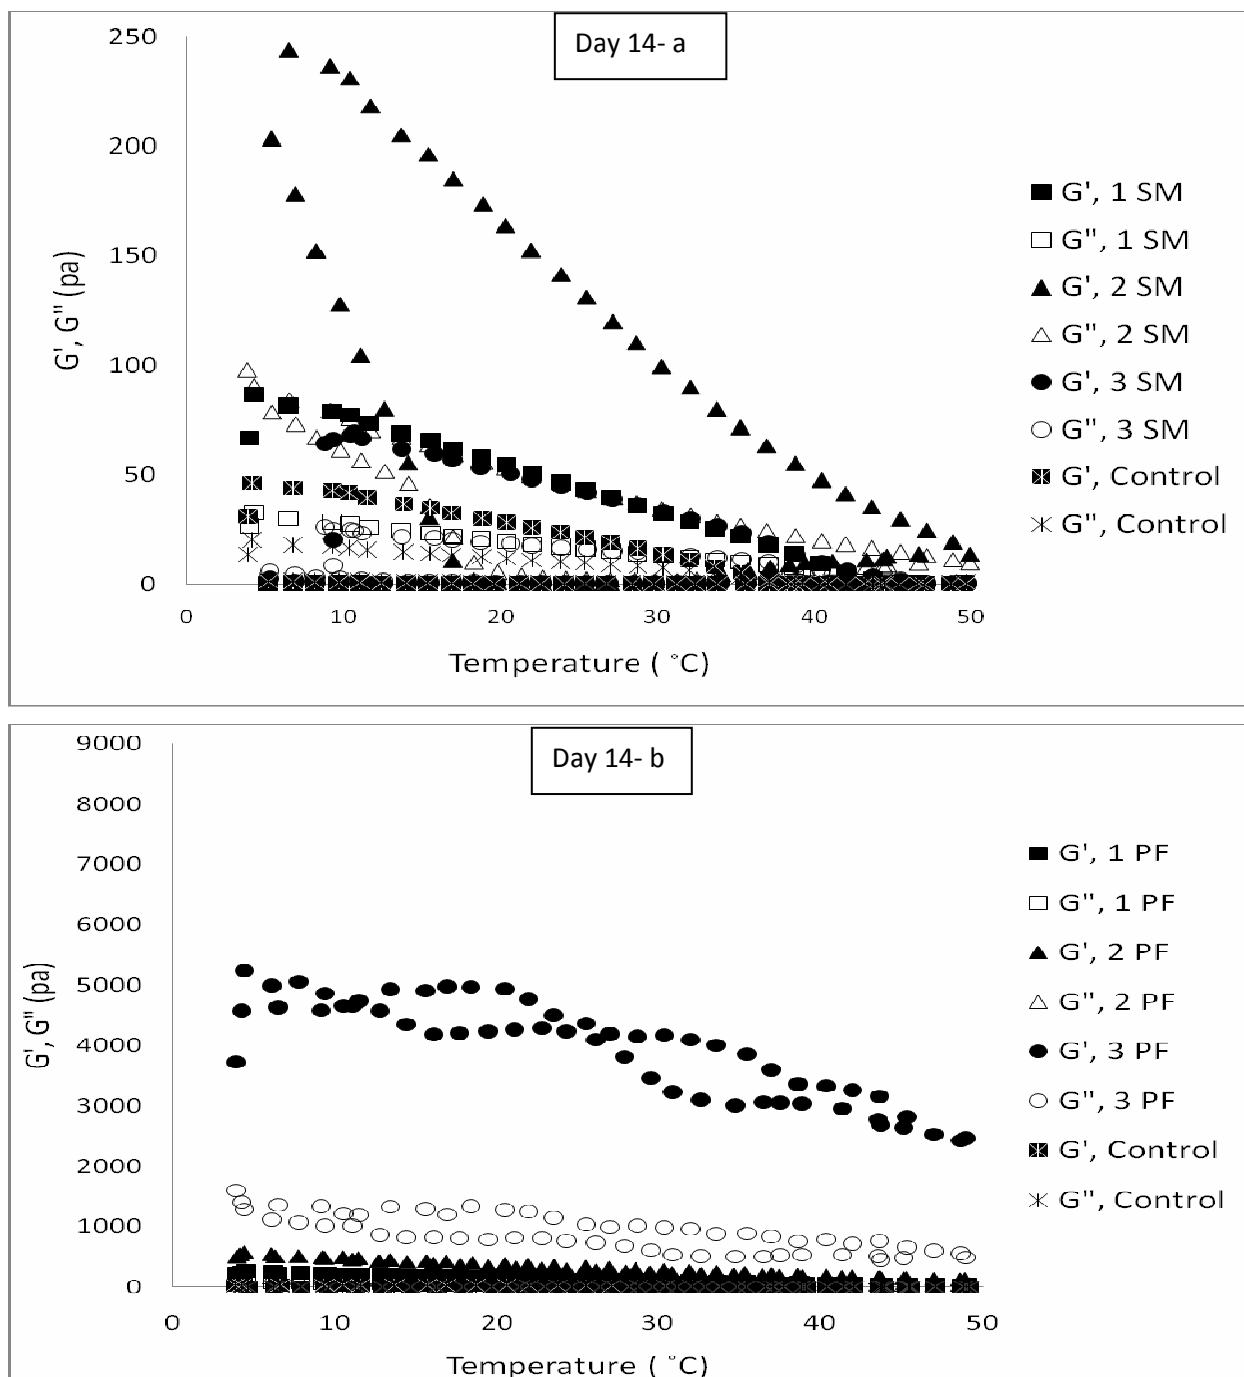 Day 14- a
250
200
150
100
50
0
G', G" (pa)
0 10 20 30 40 50
Temperature ( ˚C)
G', 1 SM
G", 1 SM
G', 2 SM
G", 2 SM
G', 3 SM
G", 3 SM
G', Control
G", Control
Day 14- b
9000
8000
7000
6000
5000
4000
3000
2000
1000
0
G', G" (pa)
0 10 20 30 40 50
Temperature ( ˚C)
G', 1 PF
G", 1 PF
G', 2 PF
G", 2 PF
G', 3 PF
G", 3 PF
G', Control
G", Control